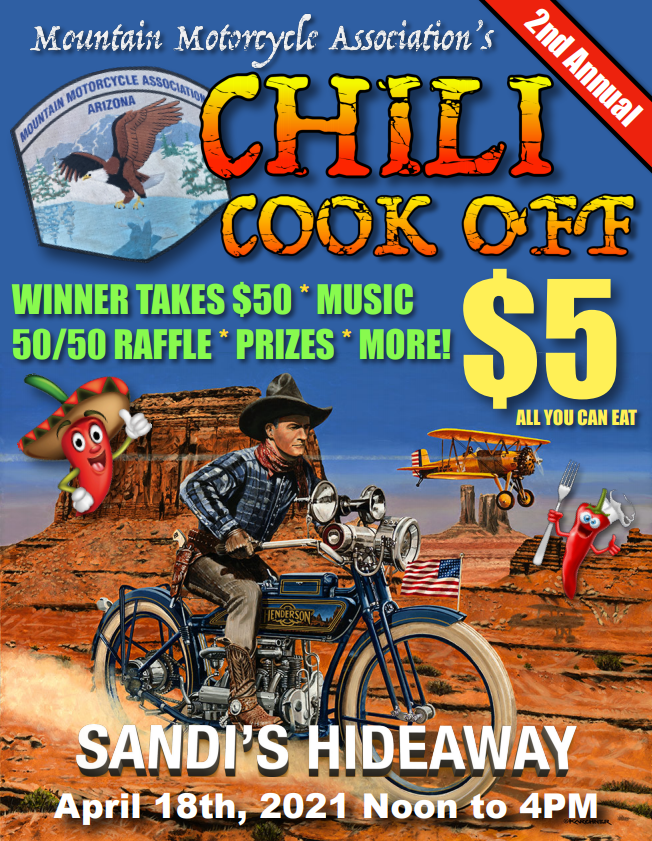 Mountain Motorcycle Association's
2nd Annual
MOUNTAIN MOTORCYCLE ASSOCIATION
ARIZONA
CHILI
COOK OFF
WINNER TAKES $50 * MUSIC
50/50 RAFFLE * PRIZES * MORE!
$5
ALL YOU CAN EAT
HENDERSON
SANDI'S HIDEAWAY
April 18th, 2021 Noon to 4PM